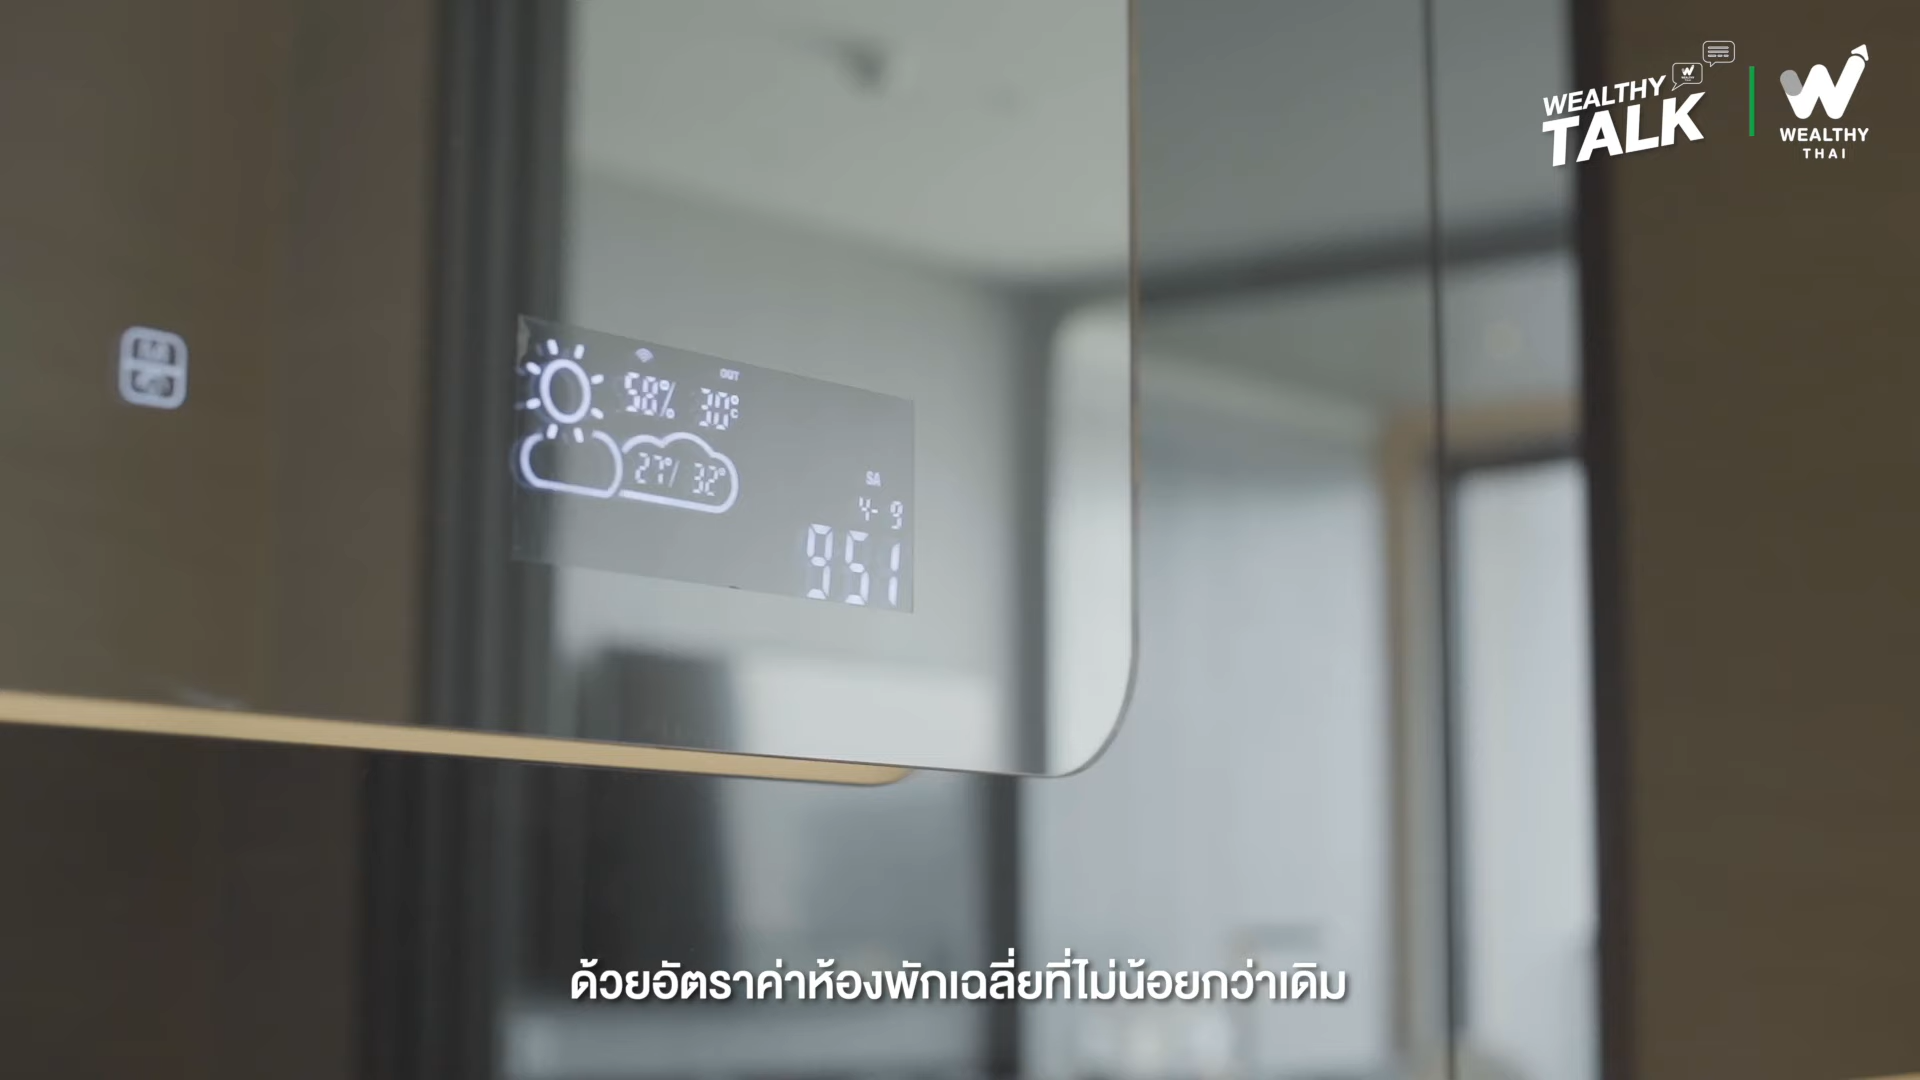 WEALTHY
TALK
WEALTHY
THAI
OUT
58% 30°C
27°/ 32°
SA
4- 9
951
ด้วยอัตราค่าห้องพักเฉลี่ยที่ไม่น้อยกว่าเดิม